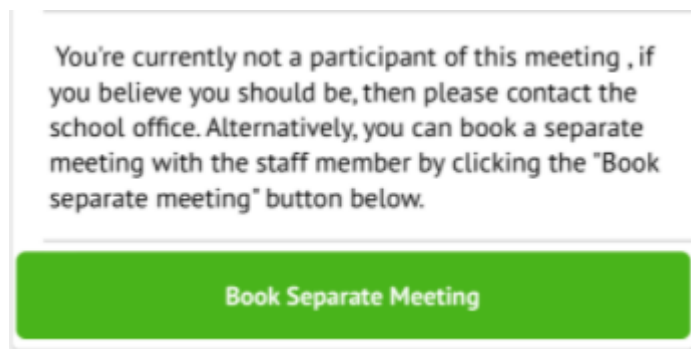 You're currently not a participant of this meeting , if
you believe you should be, then please contact the
school office. Alternatively, you can book a separate
meeting with the staff member by clicking the "Book
separate meeting" button below.
Book Separate Meeting